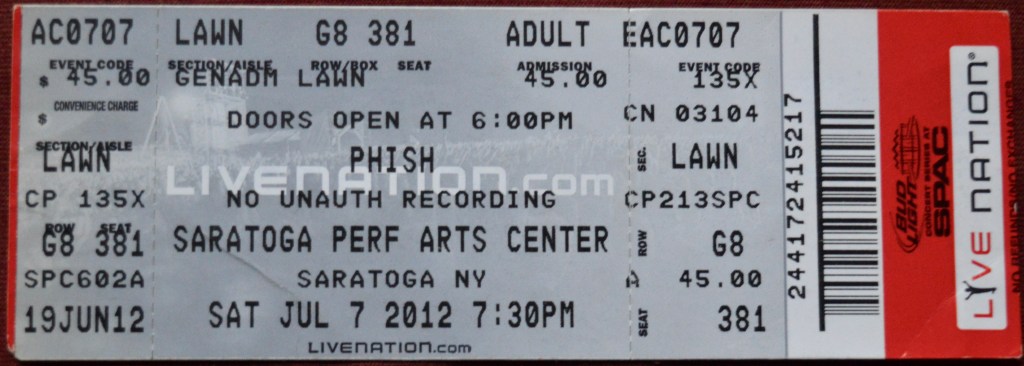 AC0707 LAWN G8 381 ADULT EAC0707
EVENT CODE SECTION/AISLE ROW/BOX SEAT ADMISSION EVENT CODE
$ 45.00 GENADM LAWN 45.00 135X
CONVENIENCE CHARGE
$
DOORS OPEN AT 6:00PM CN 03104
SECTION/AISLE
LAWN PHISH SEC. LAWN
LIVENATION.com
CP 135X NO UNAUTH RECORDING CP213SPC
ROW SEAT
G8 381 SARATOGA PERF ARTS CENTER ROW G8
SPC602A SARATOGA NY A 45.00
19JUN12 SAT JUL 7 2012 7:30PM SEAT 381
LIVENATION.com
244172415217
BUD LIGHT
CONCERT SERIES AT
SPAC
LIVE NATION®